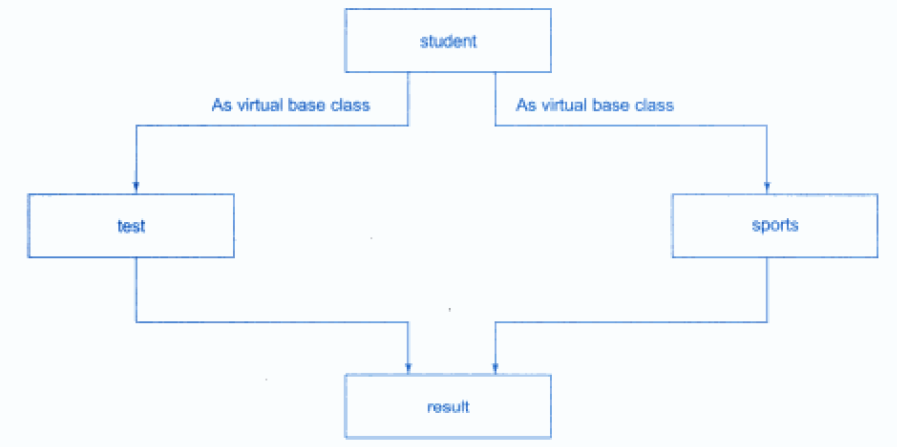 student
As virtual base class
As virtual base class
test
sports
result